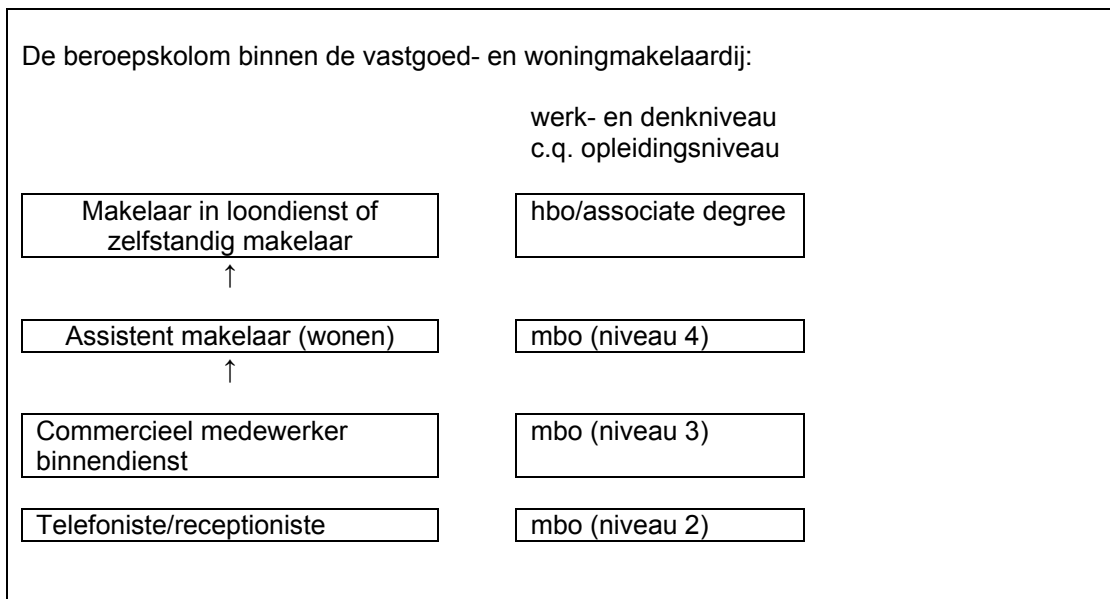 De beroepskolom binnen de vastgoed- en woningmakelaardij:
werk- en denkniveau
c.q. opleidingsniveau
Makelaar in loondienst of
zelfstandig makelaar
hbo/associate degree
↑
Assistent makelaar (wonen)
mbo (niveau 4)
↑
Commercieel medewerker
binnendienst
mbo (niveau 3)
Telefoniste/receptioniste
mbo (niveau 2)